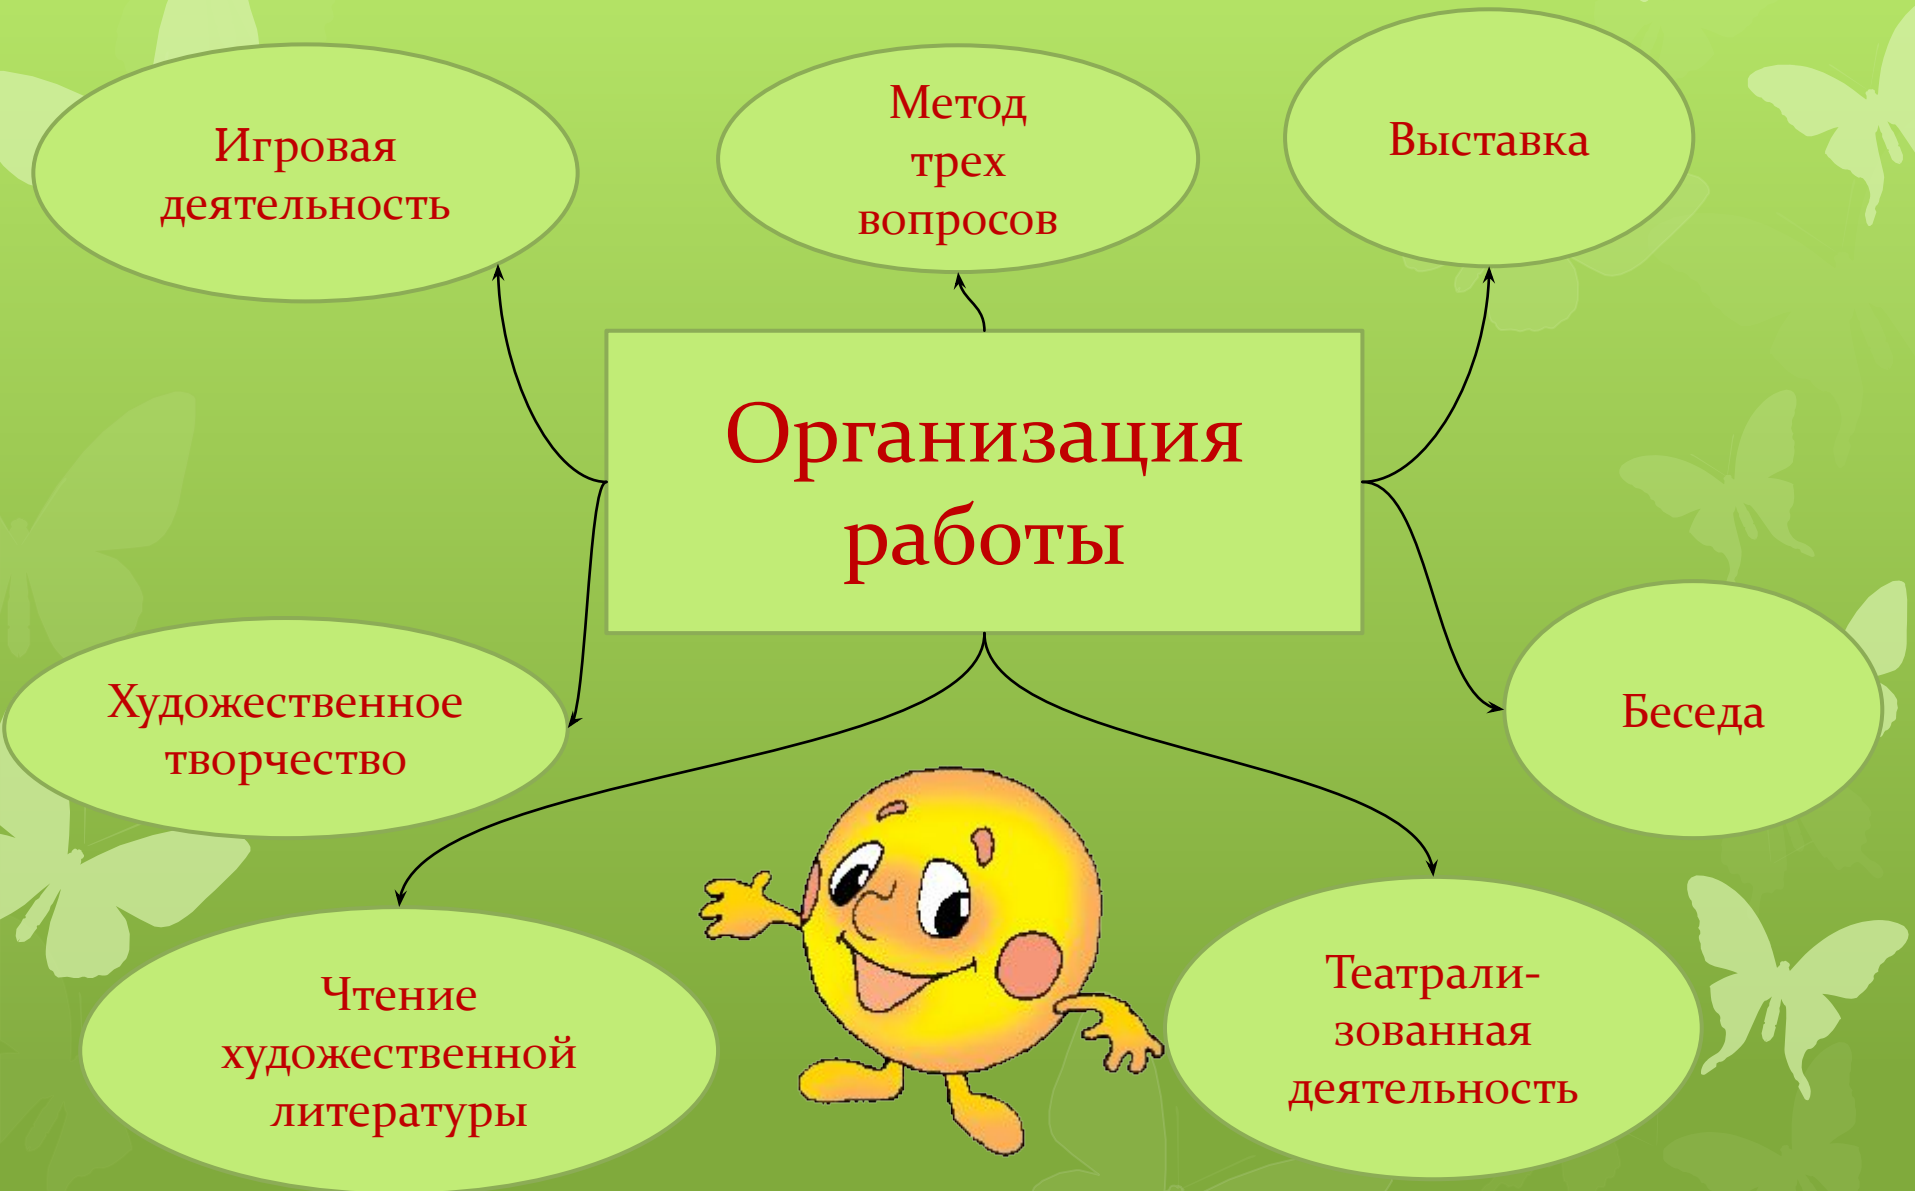 Игровая
деятельность
Метод
трех
вопросов
Выставка
Организация
работы
Художественное
творчество
Беседа
Чтение
художественной
литературы
Театрали-
зованная
деятельность